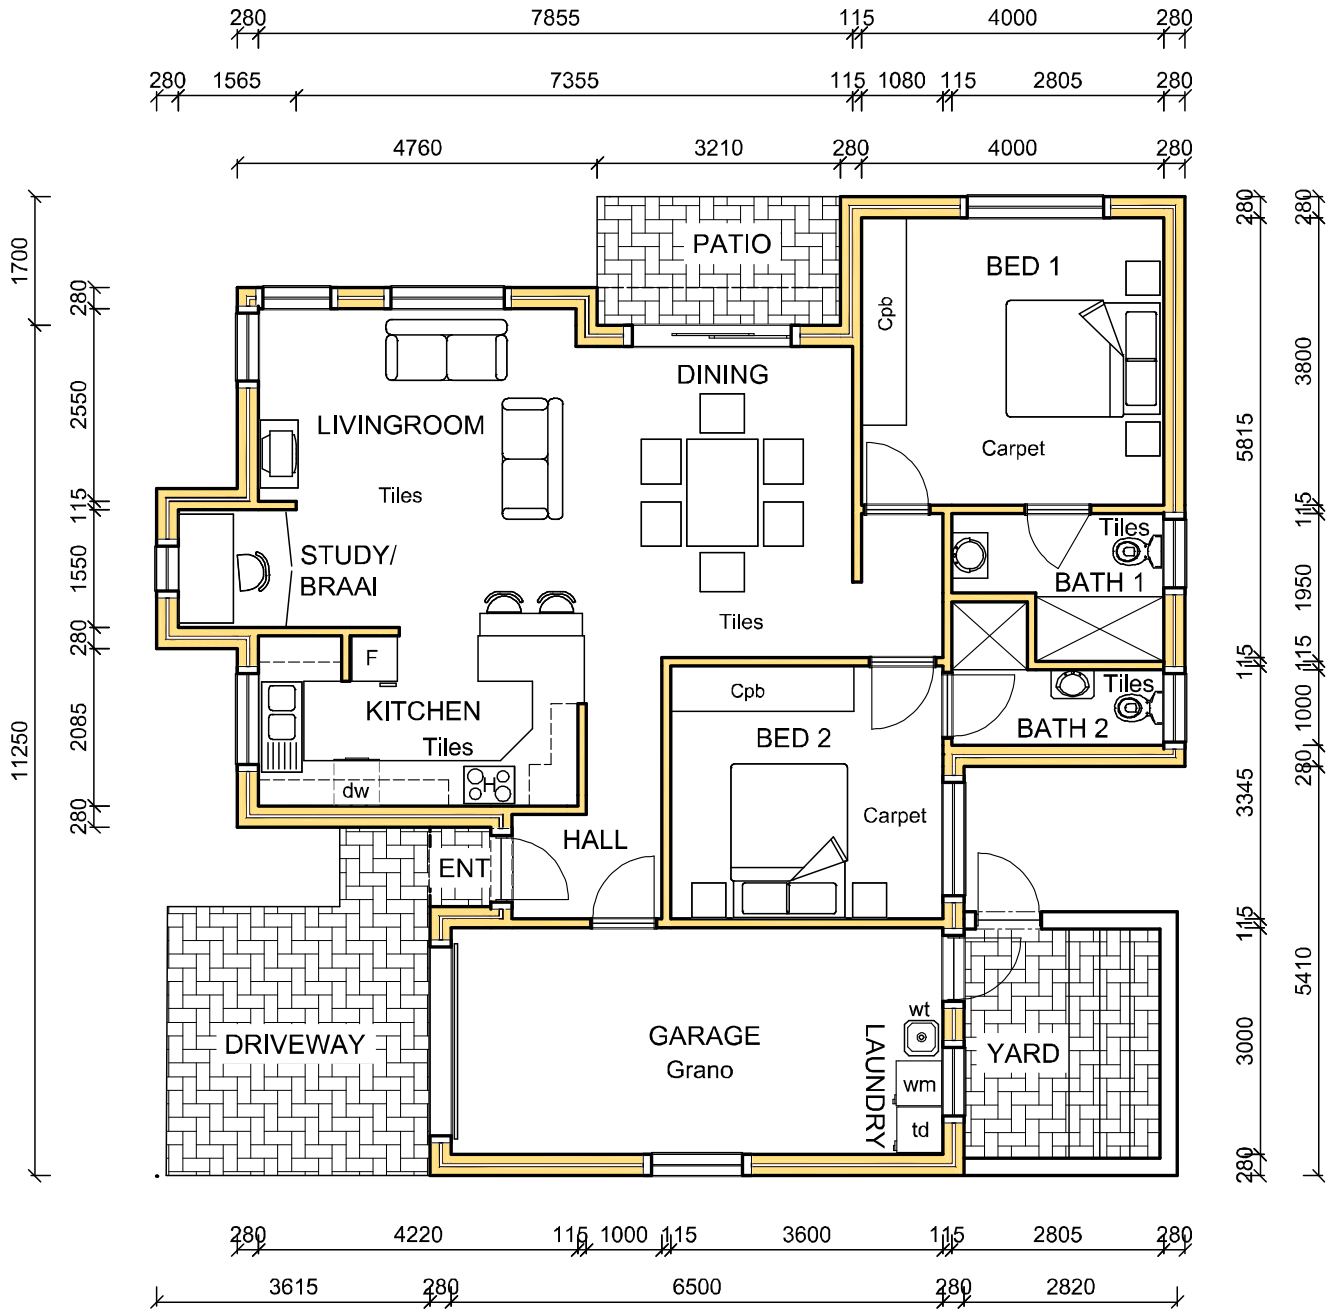 280 7855 115 4000 280
280 1565 7355 115 1080 115 2805 280
4760 3210 280 4000 280
1700
11250
280
2550
115
1550
280
2085
280
280
5815
115
1950
115
1000
3345
115
3000
280
280
3800
280
5410
PATIO
BED 1
Cpb
DINING
LIVINGROOM
Carpet
Tiles
Tiles
STUDY/
BRAAI
BATH 1
Tiles
F
Cpb
Tiles
KITCHEN
BATH 2
BED 2
Tiles
dw
Carpet
HALL
ENT
wt
DRIVEWAY
GARAGE
Grano
LAUNDRY
YARD
wm
td
280 4220 115 1000 115 3600 115 2805 280
3615 280 6500 280 2820